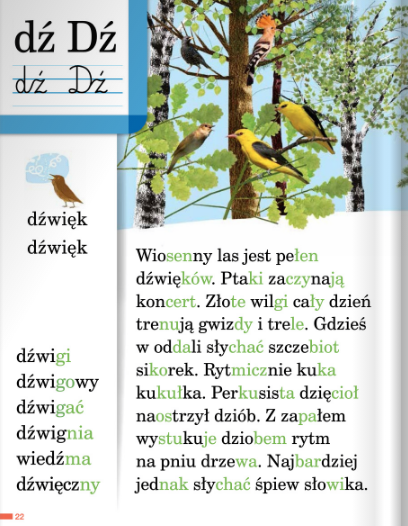 dź Dź
dź Dź
dźwięk
dźwięk
dźwigi
dźwigowy
dźwigać
dźwignia
wiedźma
dźwięczny
Wiosenny las jest pełen
dźwięków. Ptaki zaczynają
koncert. Złote wilgi cały dzień
trenują gwizdy i trele. Gdzieś
w oddali słychać szczebiot
sikorek. Rytmicznie kuka
kukułka. Perkusista dzięcioł
naostrzył dziób. Z zapałem
wystukuje dziobem rytm
na pniu drzewa. Najbardziej
jednak słychać śpiew słowika.
22